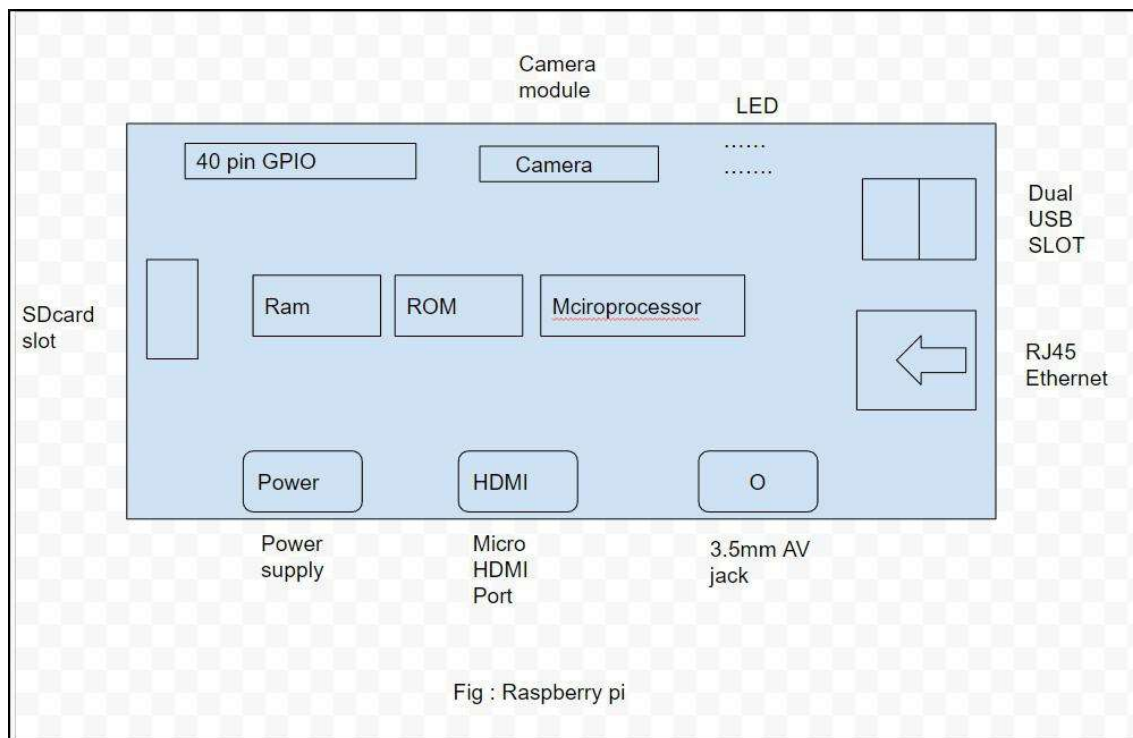 Camera
module
LED
......
.......
40 pin GPIO
Camera
Dual
USB
SLOT
SDcard
slot
Ram
ROM
Mciroprocessor
RJ45
Ethernet
Power
HDMI
O
Power
supply
Micro
HDMI
Port
3.5mm AV
jack
Fig : Raspberry pi